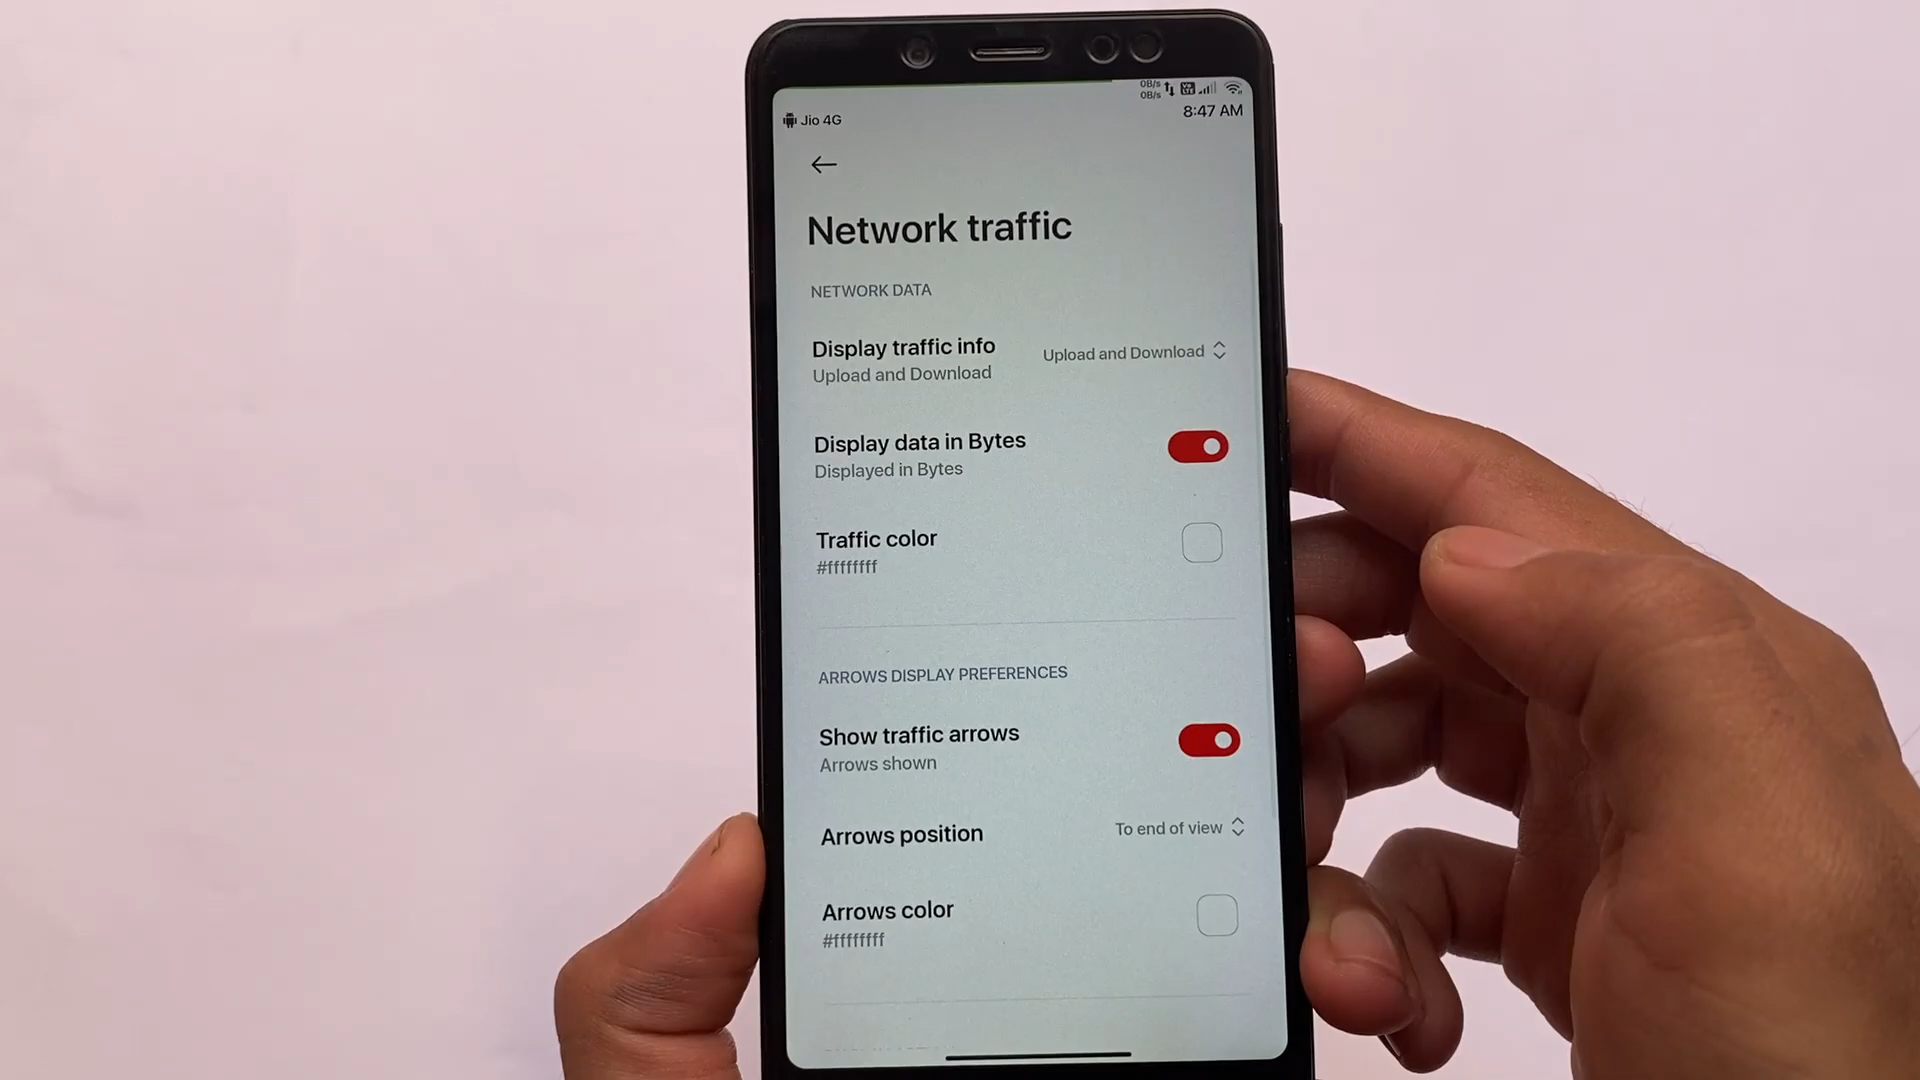 0B/s
0B/s
8:47 AM
Jio 4G
Network traffic
NETWORK DATA
Display traffic info
Upload and Download
Upload and Download
Display data in Bytes
Displayed in Bytes
Traffic color
#ffffffff
ARROWS DISPLAY PREFERENCES
Show traffic arrows
Arrows shown
Arrows position
To end of view
Arrows color
#ffffffff